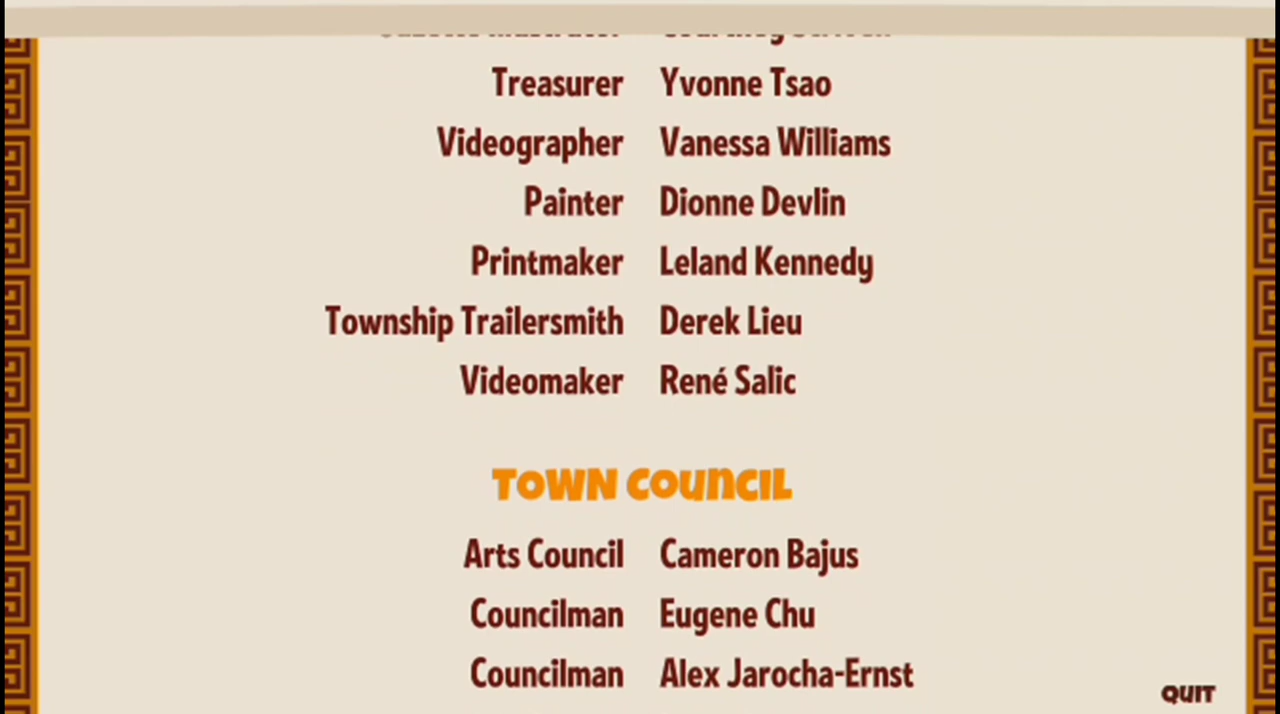 Treasurer Yvonne Tsao
Videographer Vanessa Williams
Painter Dionne Devlin
Printmaker Leland Kennedy
Township Trailersmith Derek Lieu
Videomaker René Salic
TOWN COUNCIL
Arts Council Cameron Bajus
Councilman Eugene Chu
Councilman Alex Jarocha-Ernst
QUIT